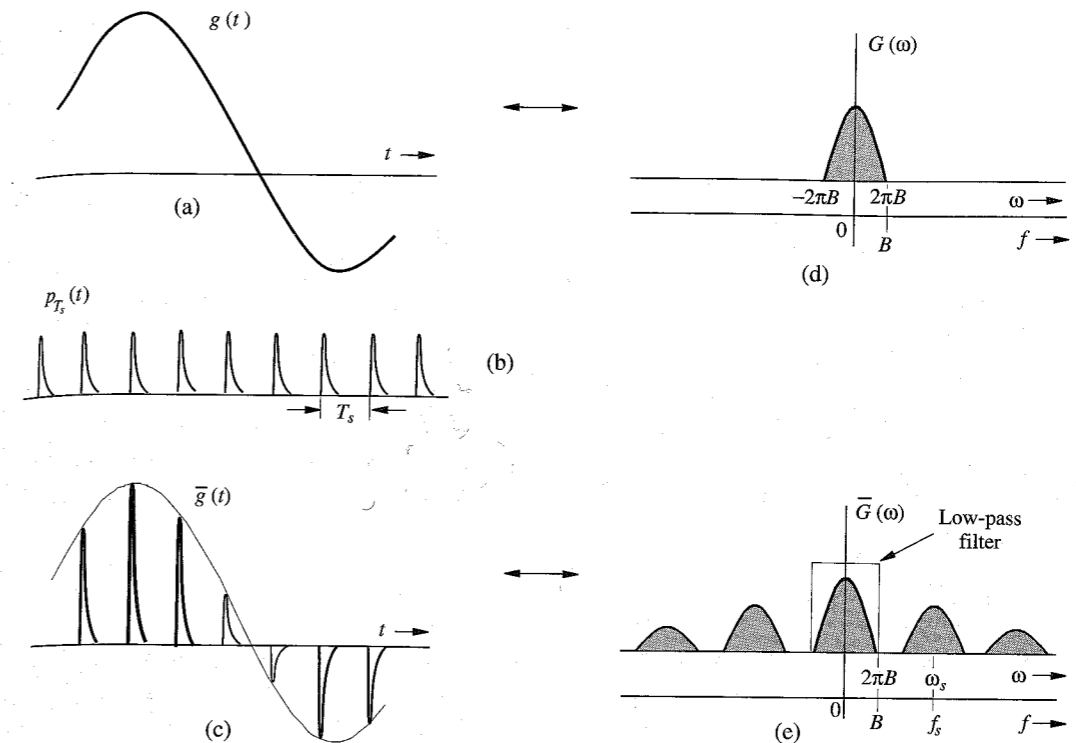 g (t)
t
(a)
p_{T_s}(t)
(b)
T_s
g̅ (t)
t
(c)
G (ω)
−2πB
2πB
ω
0
B
f
(d)
G̅ (ω)
Low-pass
filter
2πB
ω_s
ω
0
B
f_s
f
(e)